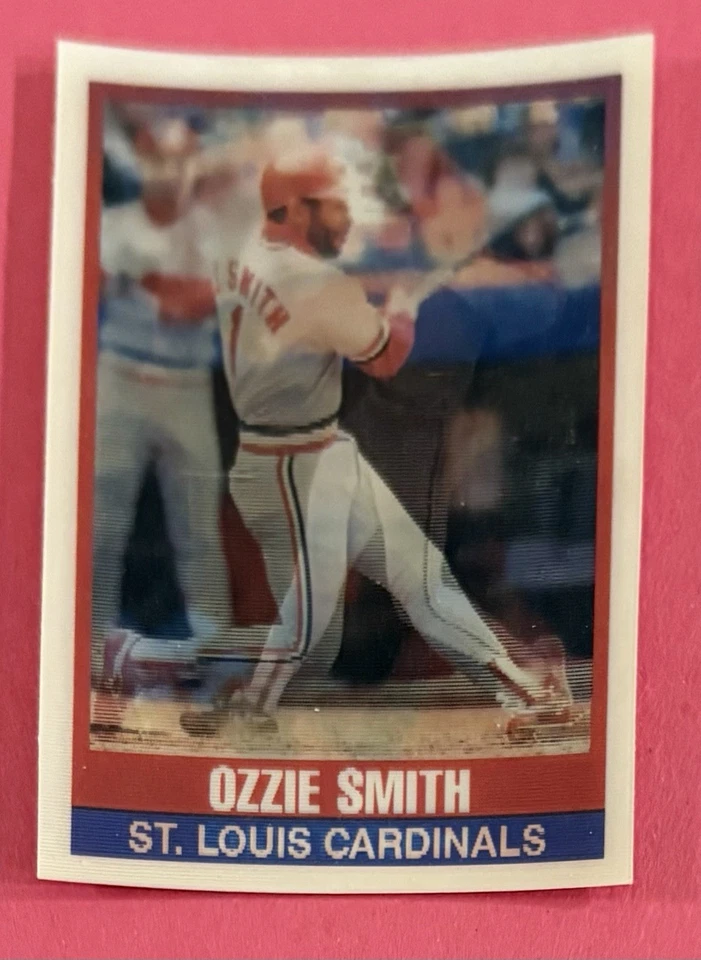 SMITH
1
OZZIE SMITH
ST. LOUIS CARDINALS